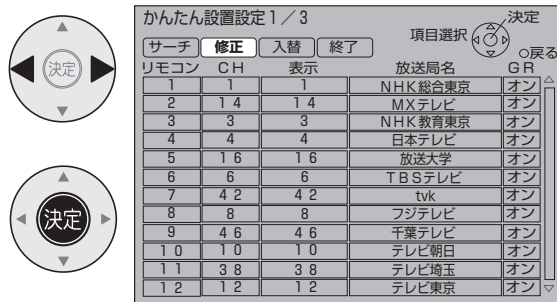 決定
決定
かんたん設置設定1／3
決定
項目選択
○戻る
サーチ 修正 入替 終了
リモコン CH 表示 放送局名 GR
1 1 1 NHK総合東京 オン
2 14 14 MXテレビ オン
3 3 3 NHK教育東京 オン
4 4 4 日本テレビ オン
5 16 16 放送大学 オン
6 6 6 TBSテレビ オン
7 42 42 tvk オン
8 8 8 フジテレビ オン
9 46 46 千葉テレビ オン
10 10 10 テレビ朝日 オン
11 38 38 テレビ埼玉 オン
12 12 12 テレビ東京 オン